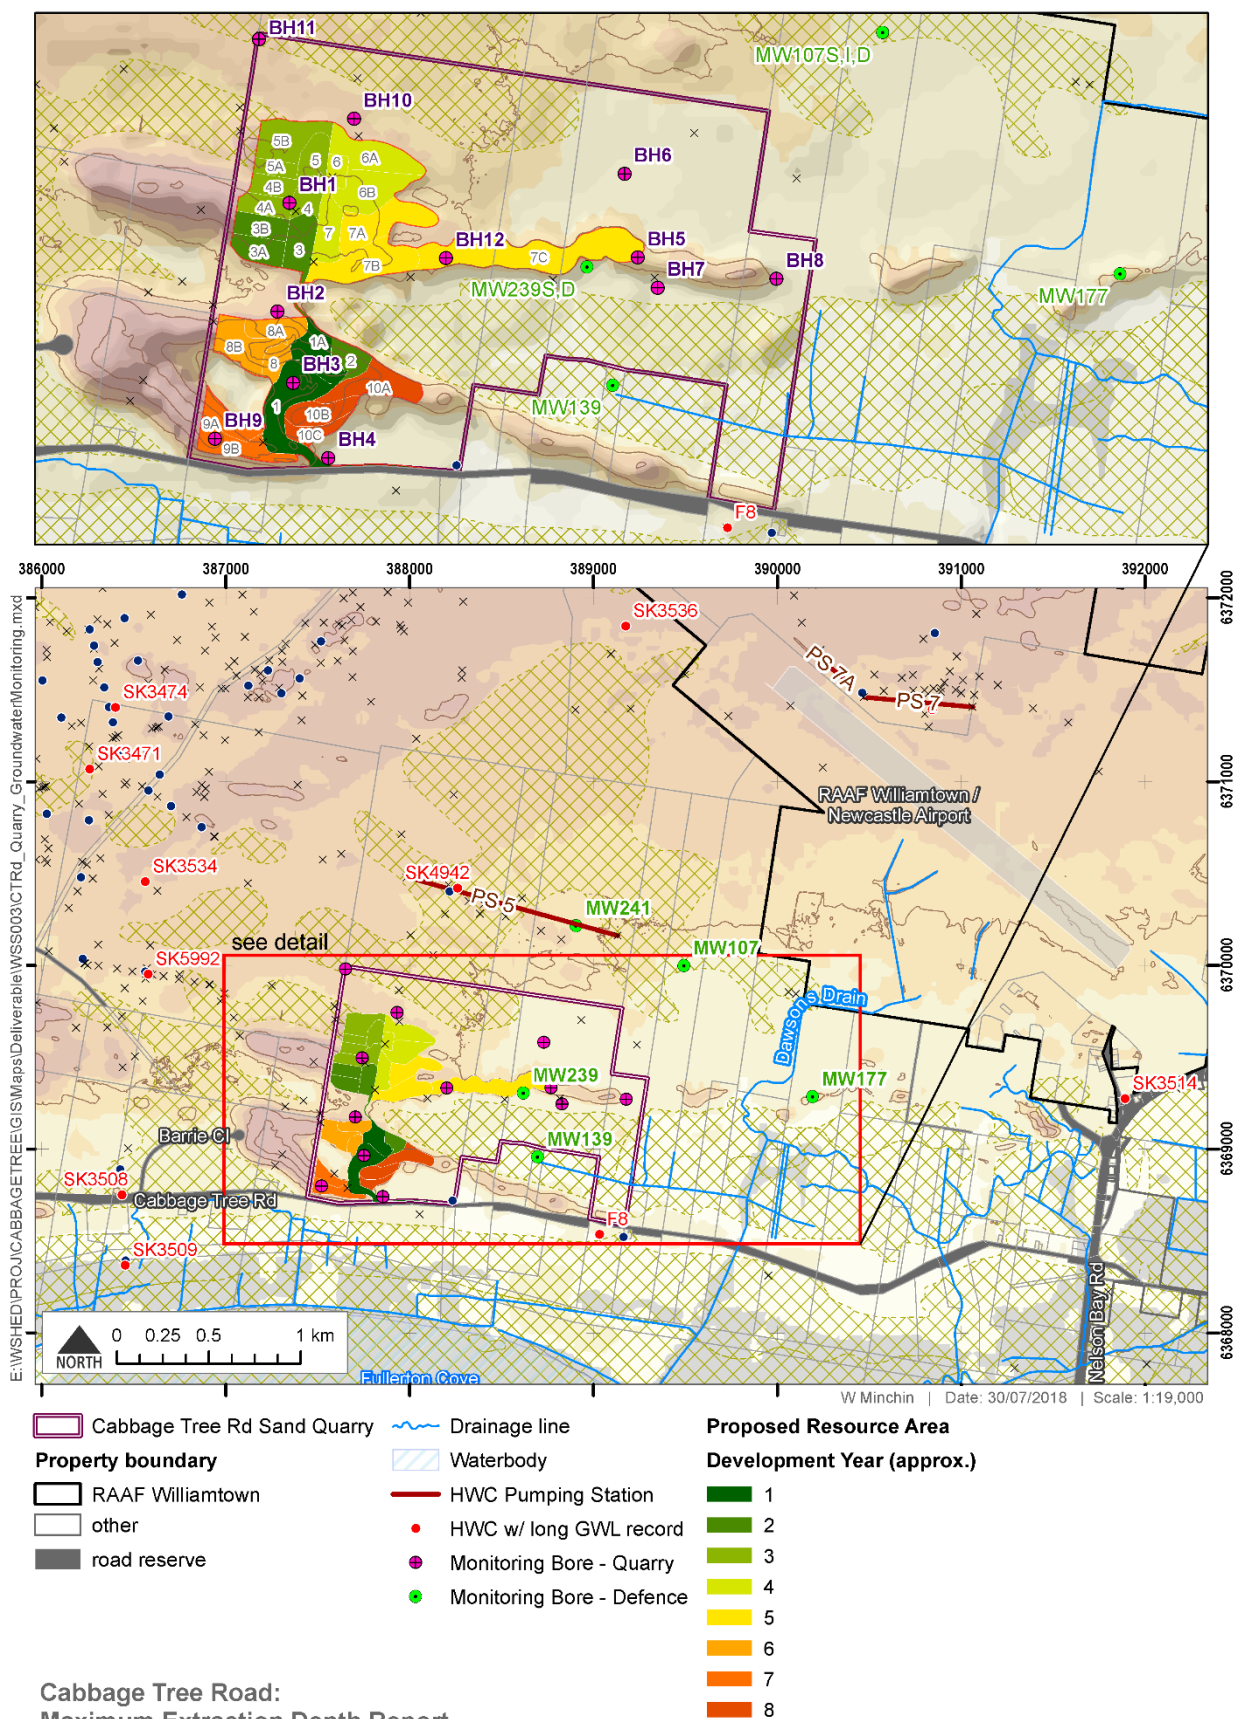 BH11
MW107S,I,D
BH10
5B
5
6
6A
5A
BH6
4B
BH1
6B
4A
4
3B
7
7A
3A
3
7B
BH12
7C
BH5
BH7
BH8
MW239S,D
MW177
BH2
8A
8B
1A
8
BH3
2
10A
MW139
1
10B
9A
BH9
10C
9B
BH4
F8
386000
387000
388000
389000
390000
391000
392000
6372000
6371000
6370000
6369000
6368000
E:\WSHED\PROJ\CABBAGETREE\GIS\Maps\Deliverable\WSS003\CTRd_Quarry_GroundwaterMonitoring.mxd
SK3536
PS 7A
PS 7
SK3474
SK3471
RAAF Williamtown /
Newcastle Airport
SK3534
SK4942
PS 5
MW241
see detail
SK5992
MW107
Dawsons Drain
MW239
MW177
SK3514
Barrie Cl
MW139
SK3508
Cabbage Tree Rd
F8
SK3509
Nelson Bay Rd
0 0.25 0.5 1 km
NORTH
Fullerton Cove
W Minchin | Date: 30/07/2018 | Scale: 1:19,000
Cabbage Tree Rd Sand Quarry
Property boundary
RAAF Williamtown
other
road reserve
Drainage line
Waterbody
HWC Pumping Station
HWC w/ long GWL record
Monitoring Bore - Quarry
Monitoring Bore - Defence
Proposed Resource Area
Development Year (approx.)
1
2
3
4
5
6
7
8
Cabbage Tree Road:
Maximum Extraction Depth Report